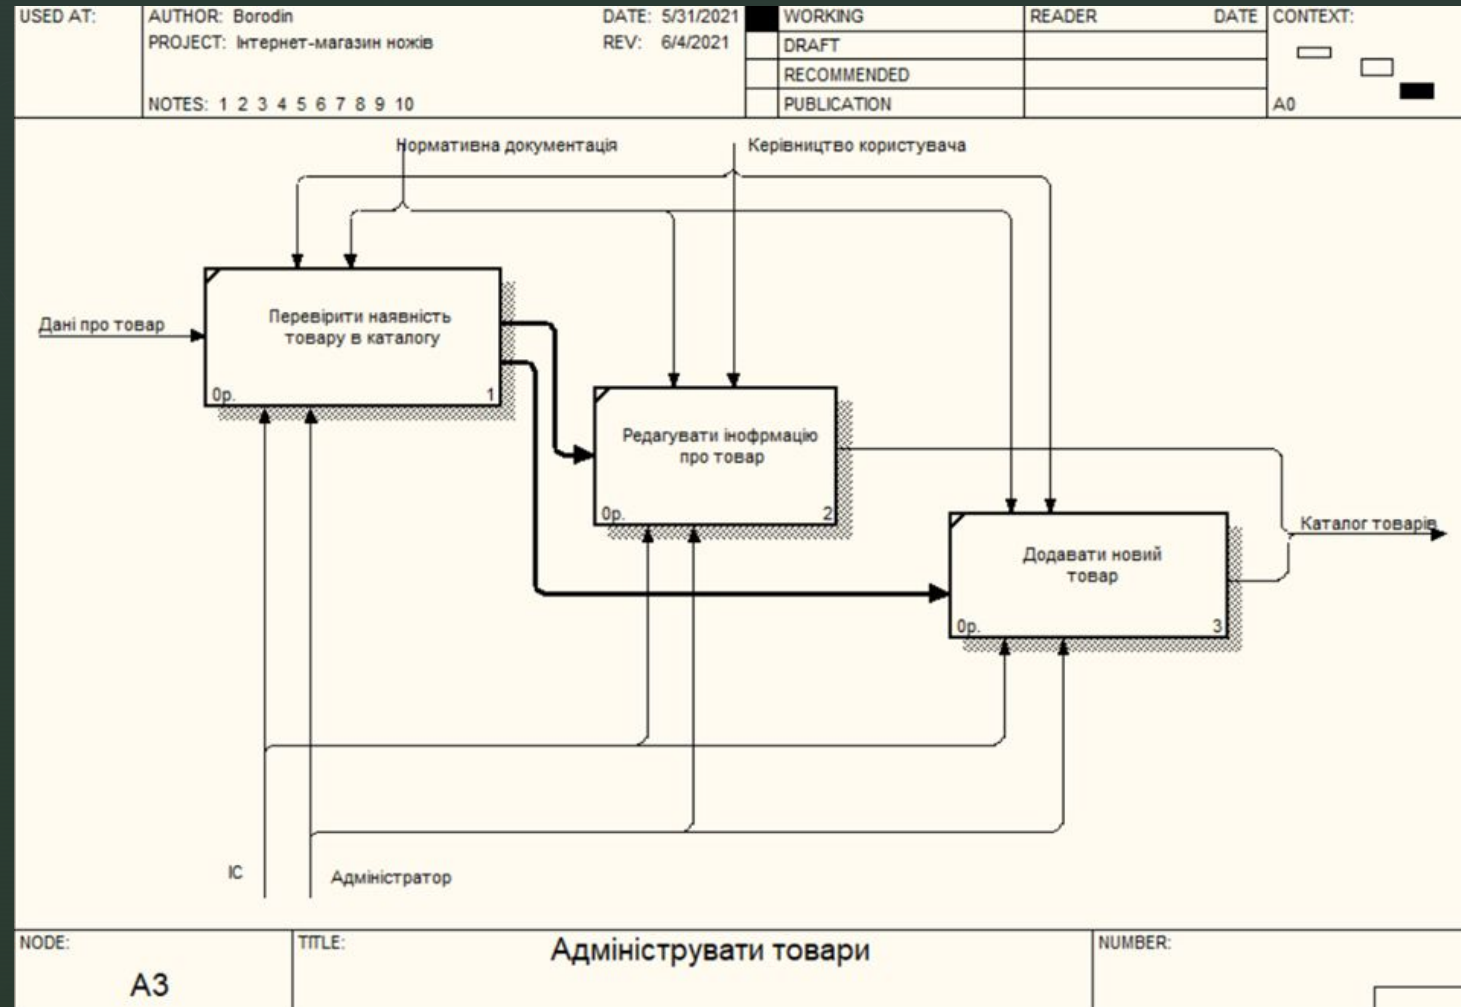 USED AT:
AUTHOR: Borodin
DATE: 5/31/2021
WORKING
READER
DATE
CONTEXT:
PROJECT: Інтернет-магазин ножів
REV: 6/4/2021
DRAFT
RECOMMENDED
NOTES: 1 2 3 4 5 6 7 8 9 10
PUBLICATION
A0
Нормативна документація
Керівництво користувача
Дані про товар
Перевірити наявність
товару в каталогу
0р.
1
Редагувати інофрмацію
про товар
0р.
2
Каталог товарів
Додавати новий
товар
0р.
3
ІС
Адміністратор
NODE:
A3
TITLE:
Адмініструвати товари
NUMBER: